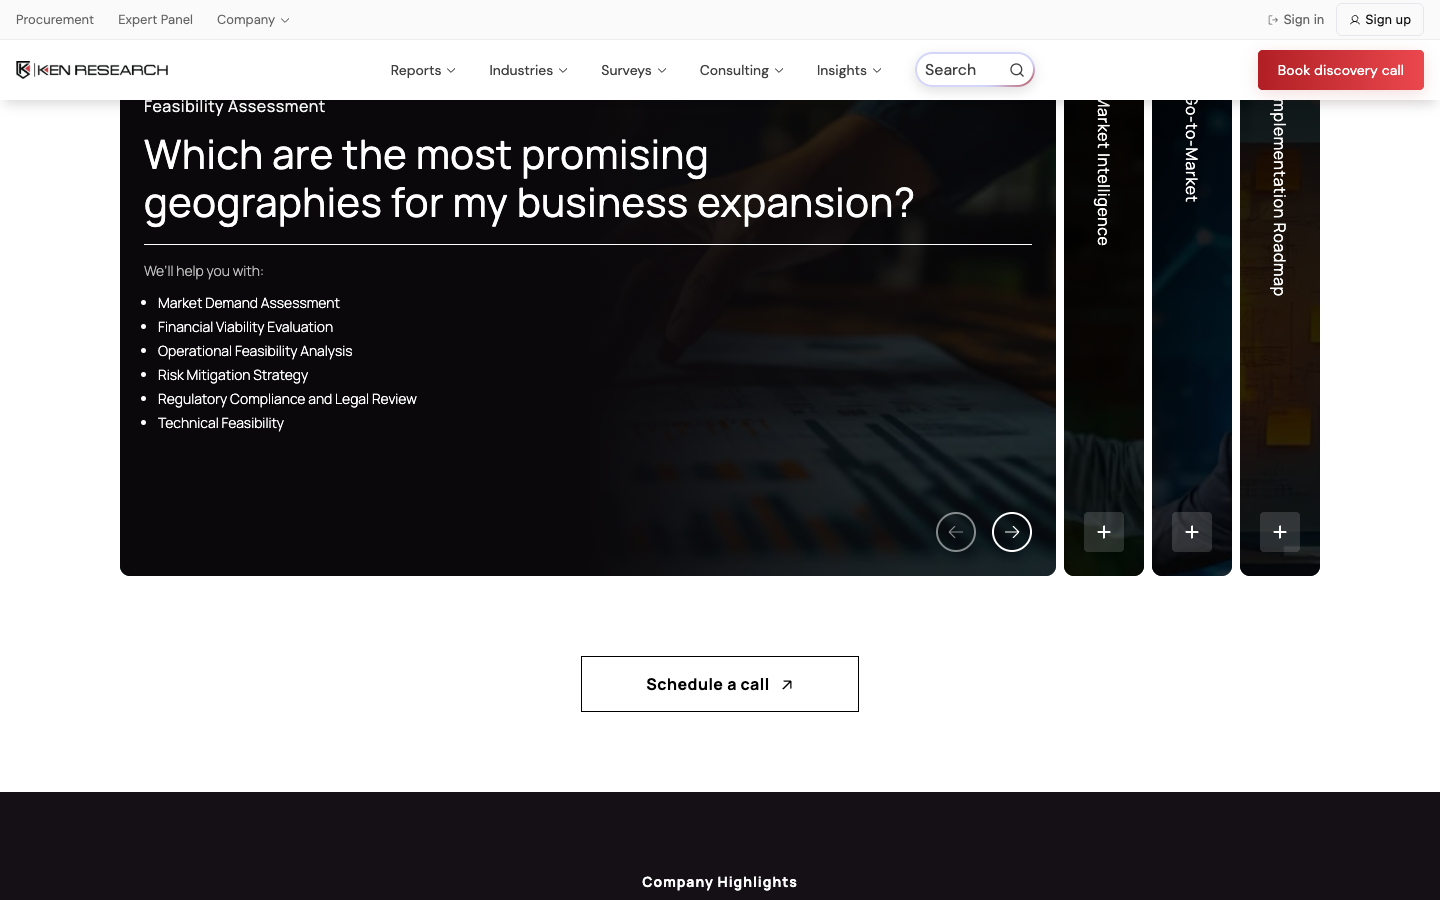 Procurement
Expert Panel
Company
Sign in
Sign up
KEN RESEARCH
Reports
Industries
Surveys
Consulting
Insights
Search
Book discovery call
Feasibility Assessment
Which are the most promising
geographies for my business expansion?
We'll help you with:
Market Demand Assessment
Financial Viability Evaluation
Operational Feasibility Analysis
Risk Mitigation Strategy
Regulatory Compliance and Legal Review
Technical Feasibility
Market Intelligence
Go-to-Market
Implementation Roadmap
Schedule a call
Company Highlights